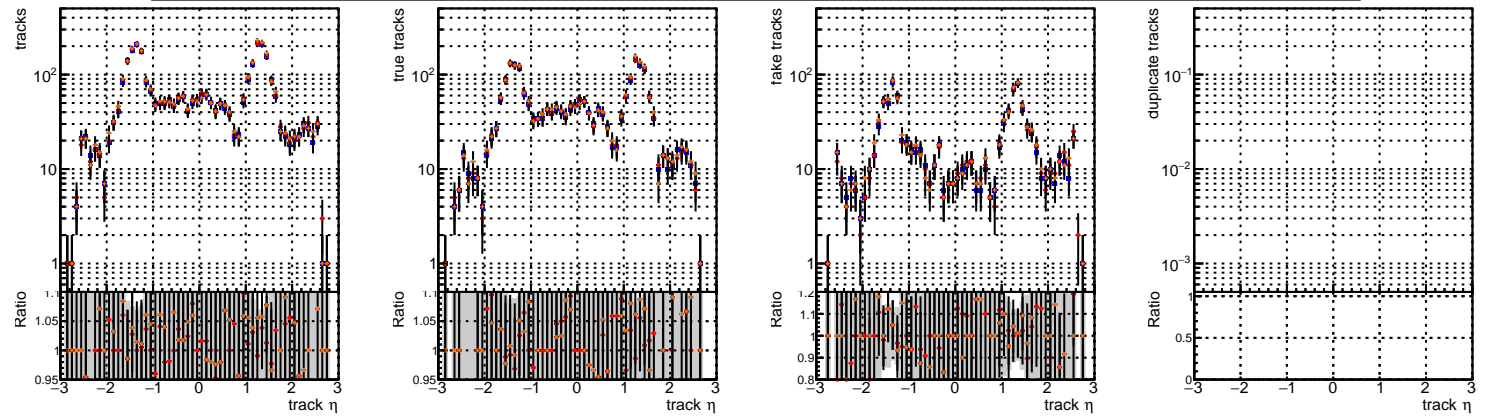 tracks
10²
10
1
Ratio
1.1
1.05
1
0.95
−3 −2 −1 0 1 2 3
track η
true tracks
10²
10
1
Ratio
1.1
1.05
1
0.95
−3 −2 −1 0 1 2 3
track η
fake tracks
10²
10
1
Ratio
1.2
1.1
1
0.9
0.8
−3 −2 −1 0 1 2 3
track η
duplicate tracks
10⁻¹
10⁻²
10⁻³
Ratio
1
0.5
0
−3 −2 −1 0 1 2 3
track η